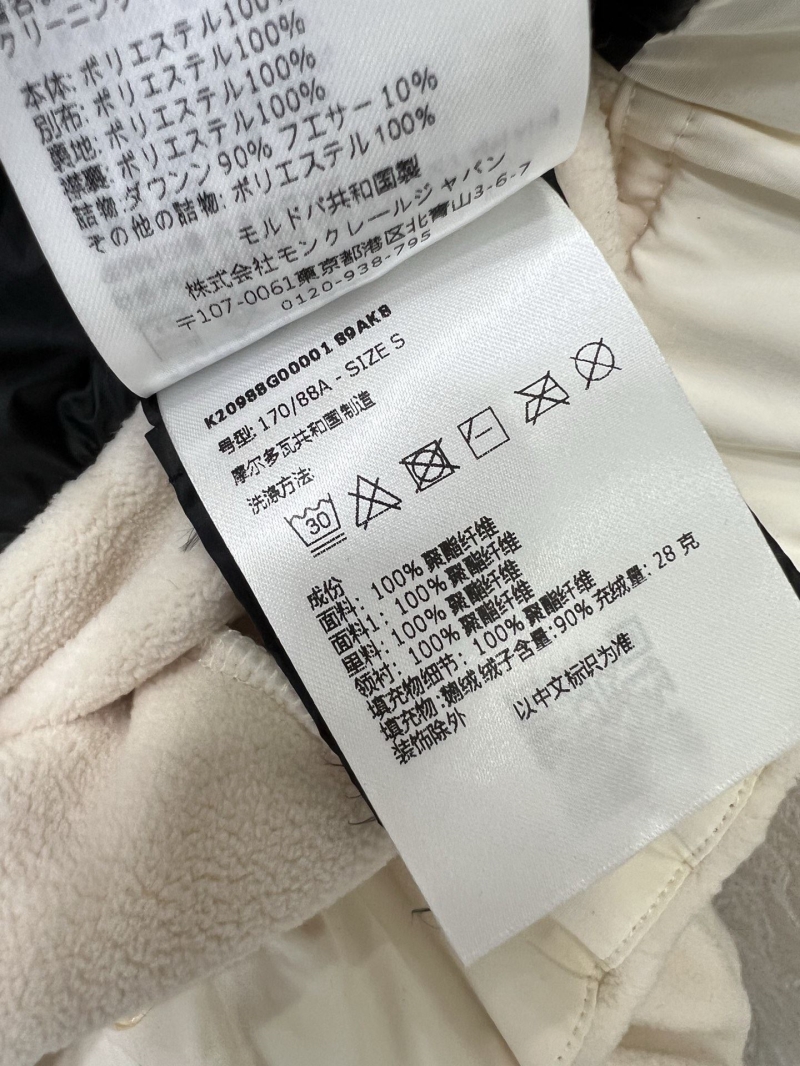 クリーニング
本体: ポリエステル100%
別布: ポリエステル100%
裏地: ポリエステル100%
襟裏: ポリエステル100%
詰物: ダウンン 90% フエサー 10%
その他の詰物: ポリエステル 100%
モルドバ共和国製
株式会社モンクレールジャパン
〒107-0061東京都港区北青山3-6-7
0120-938-795
K20988G00001 89AK8
号型: 170/88A - SIZE S
摩尔多瓦共和国制造
洗涤方法:
30
成份
面料: 100% 聚酯纤维
面料1: 100% 聚酯纤维
里料: 100% 聚酯纤维
领衬: 100% 聚酯纤维
填充物细节: 100% 聚酯纤维
填充物:鹅绒 绒子含量:90% 充绒量: 28 克
装饰除外
以中文标识为准